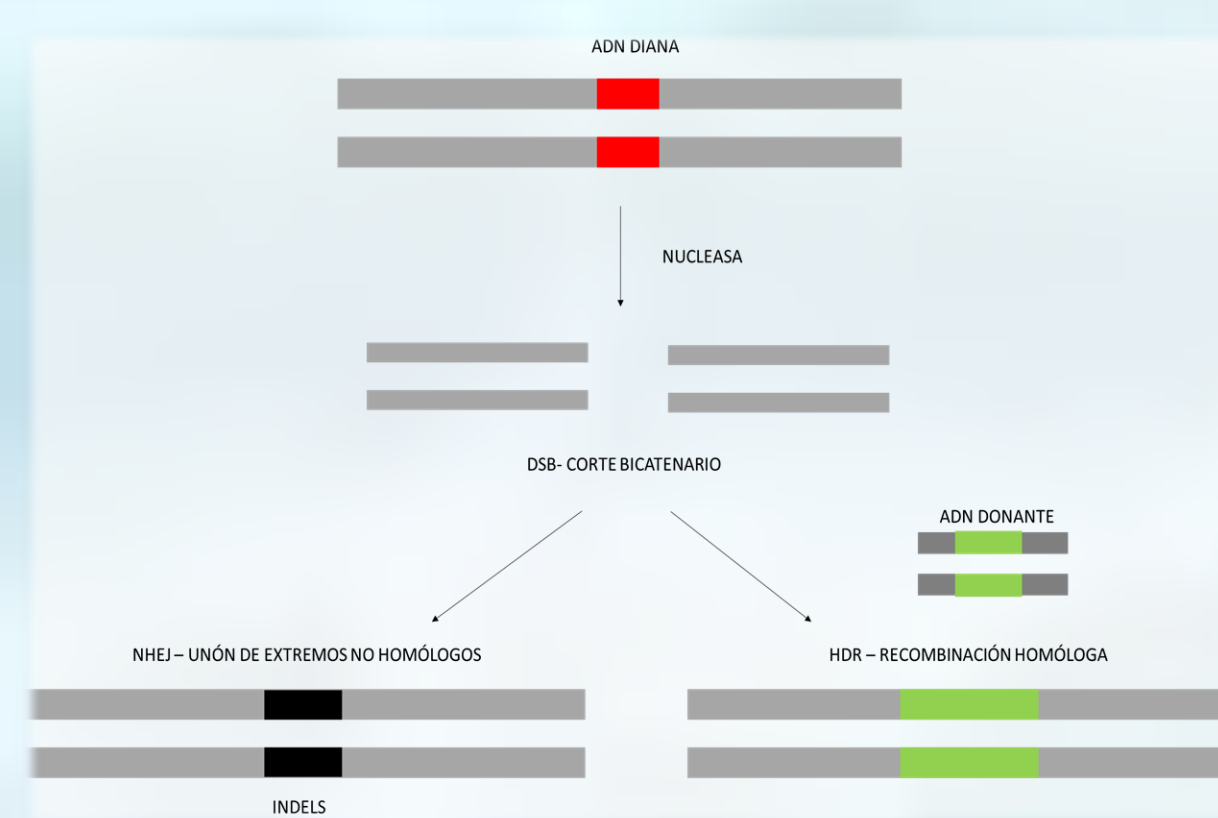 ADN DIANA
NUCLEASA
DSB- CORTE BICATENARIO
ADN DONANTE
NHEJ – UNÓN DE EXTREMOS NO HOMÓLOGOS
HDR – RECOMBINACIÓN HOMÓLOGA
INDELS